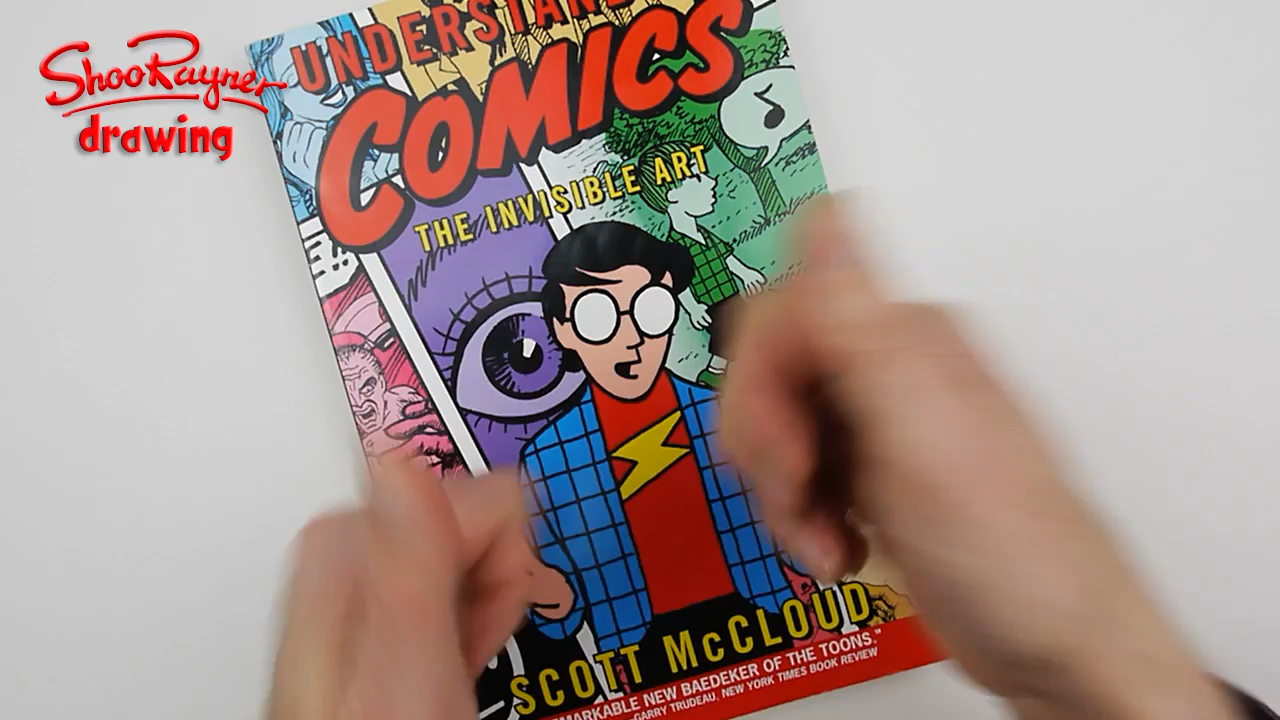 ShooRayner
drawing
UNDERSTAND
COMICS
THE INVISIBLE ART
SCOTT McCLOUD
NEW BAEDEKER OF THE TOONS."
—GARRY TRUDEAU, NEW YORK TIMES BOOK REVIEW